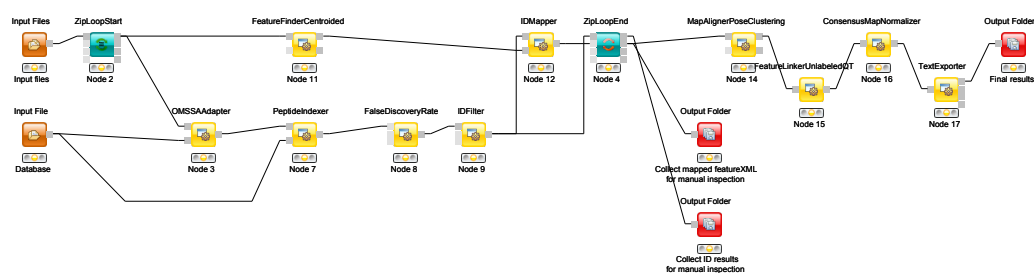 Input Files
ZipLoopStart
FeatureFinderCentroided
IDMapper
ZipLoopEnd
MapAlignerPoseClustering
ConsensusMapNormalizer
Output Folder
Input files
Node 2
Node 11
Node 12
Node 4
Node 14
FeatureLinkerUnlabeledQT
Node 16
TextExporter
Final results
Input File
OMSSAAdapter
PeptideIndexer
FalseDiscoveryRate
IDFilter
Output Folder
Node 15
Node 17
Database
Node 3
Node 7
Node 8
Node 9
Collect mapped featureXML
for manual inspection
Output Folder
Collect ID results
for manual inspection